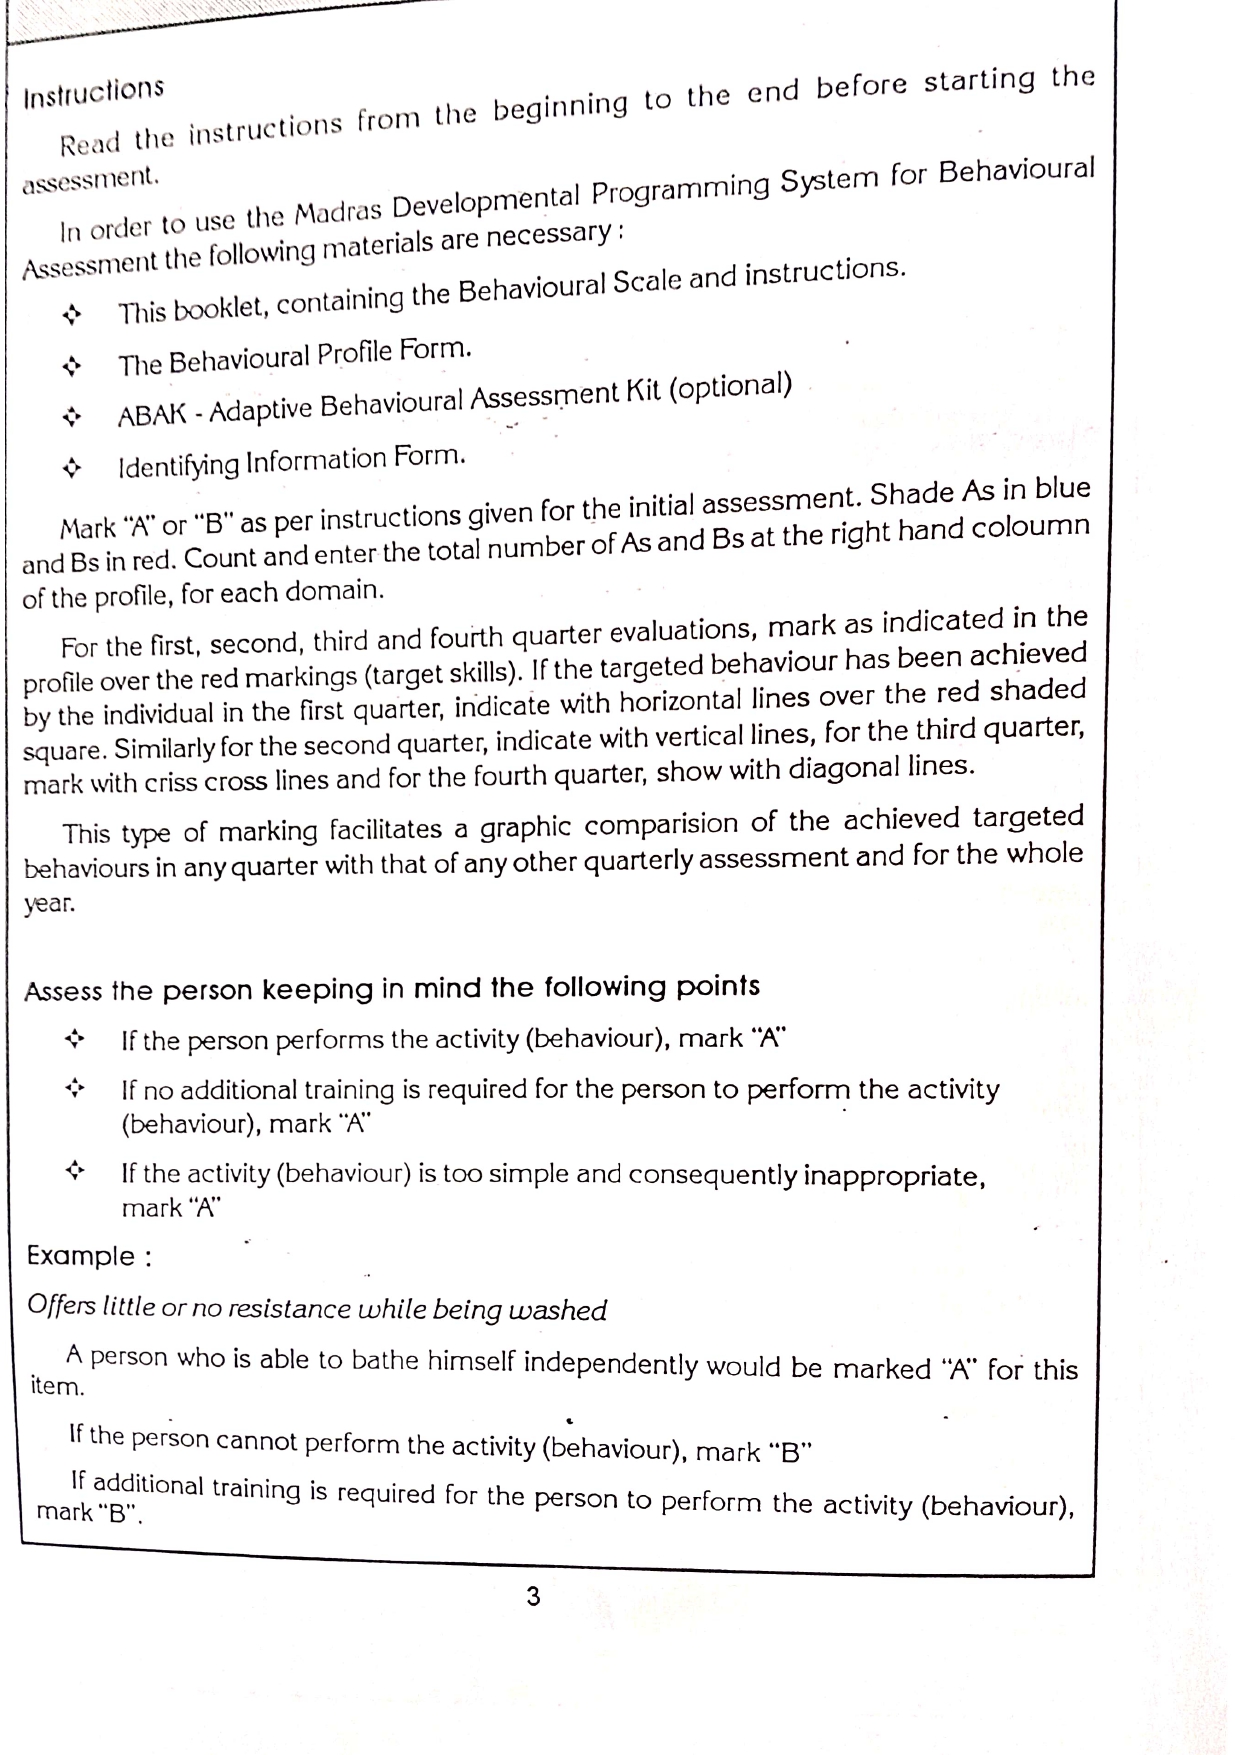 Instructions
Read the instructions from the beginning to the end before starting the
assessment.
In order to use the Madras Developmental Programming System for Behavioural
Assessment the following materials are necessary :
This booklet, containing the Behavioural Scale and instructions.
The Behavioural Profile Form.
ABAK - Adaptive Behavioural Assessment Kit (optional)
Identifying Information Form.
Mark “A” or “B” as per instructions given for the initial assessment. Shade As in blue
and Bs in red. Count and enter the total number of As and Bs at the right hand coloumn
of the profile, for each domain.
For the first, second, third and fourth quarter evaluations, mark as indicated in the
profile over the red markings (target skills). If the targeted behaviour has been achieved
by the individual in the first quarter, indicate with horizontal lines over the red shaded
square. Similarly for the second quarter, indicate with vertical lines, for the third quarter,
mark with criss cross lines and for the fourth quarter, show with diagonal lines.
This type of marking facilitates a graphic comparision of the achieved targeted
behaviours in any quarter with that of any other quarterly assessment and for the whole
year.
Assess the person keeping in mind the following points
If the person performs the activity (behaviour), mark “A”
If no additional training is required for the person to perform the activity
(behaviour), mark “A”
If the activity (behaviour) is too simple and consequently inappropriate,
mark “A”
Example :
Offers little or no resistance while being washed
A person who is able to bathe himself independently would be marked “A” for this
item.
If the person cannot perform the activity (behaviour), mark “B”
If additional training is required for the person to perform the activity (behaviour),
mark “B”.
3